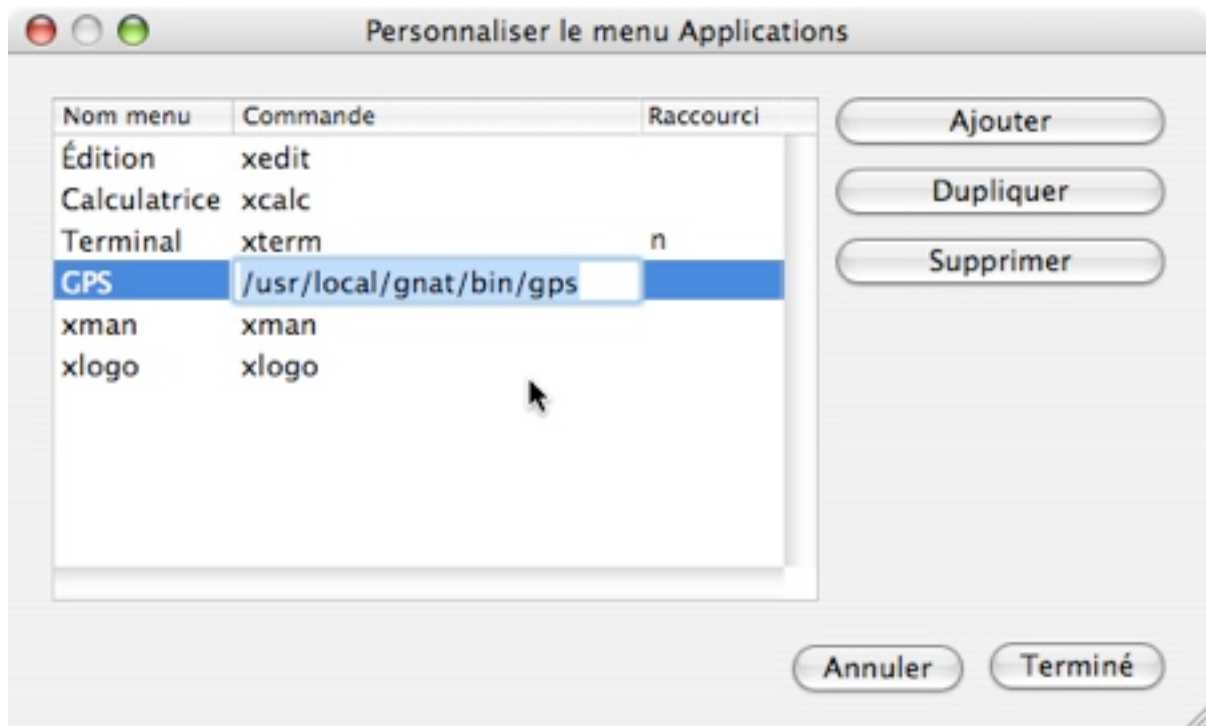 Personnaliser le menu Applications
Nom menu Commande Raccourci
Édition xedit
Calculatrice xcalc
Terminal xterm n
GPS /usr/local/gnat/bin/gps
xman xman
xlogo xlogo
Ajouter
Dupliquer
Supprimer
Annuler Terminé